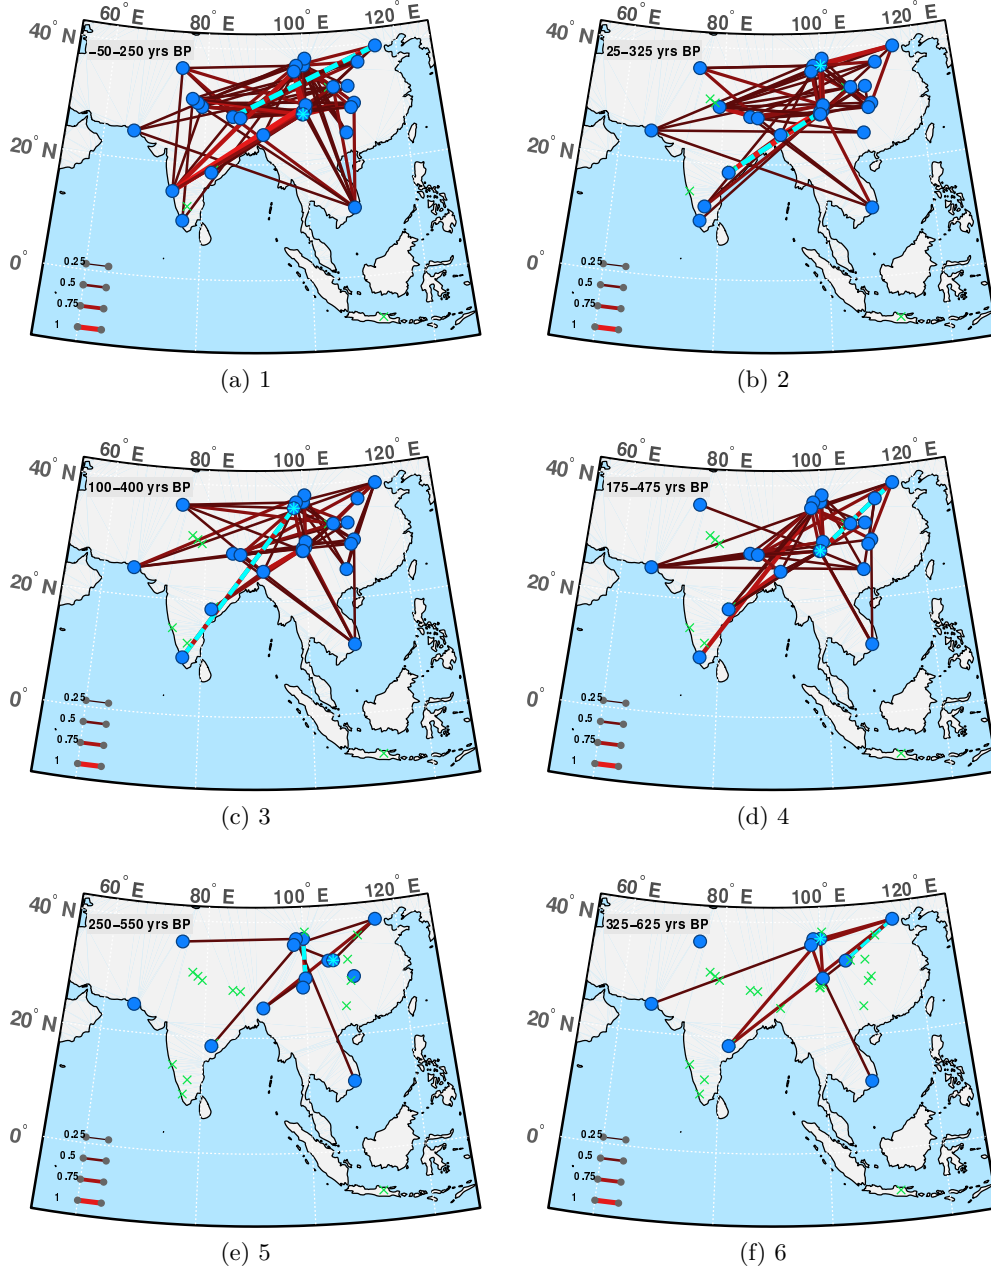 60° E
80° E
100° E
120° E
40° N
20° N
0°
-50-250 yrs BP
0.25
0.5
0.75
1
(a) 1
60° E
80° E
100° E
120° E
40° N
20° N
0°
25-325 yrs BP
0.25
0.5
0.75
1
(b) 2
60° E
80° E
100° E
120° E
40° N
20° N
0°
100-400 yrs BP
0.25
0.5
0.75
1
(c) 3
60° E
80° E
100° E
120° E
40° N
20° N
0°
175-475 yrs BP
0.25
0.5
0.75
1
(d) 4
60° E
80° E
100° E
120° E
40° N
20° N
0°
250-550 yrs BP
0.25
0.5
0.75
1
(e) 5
60° E
80° E
100° E
120° E
40° N
20° N
0°
325-625 yrs BP
0.25
0.5
0.75
1
(f) 6